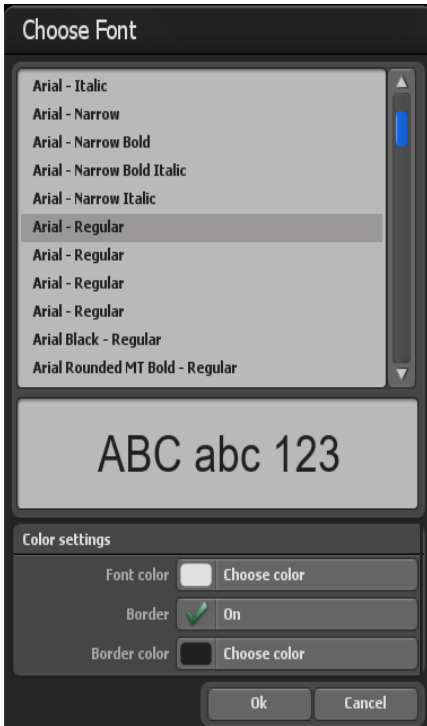 Choose Font
Arial - Italic
Arial - Narrow
Arial - Narrow Bold
Arial - Narrow Bold Italic
Arial - Narrow Italic
Arial - Regular
Arial - Regular
Arial - Regular
Arial - Regular
Arial Black - Regular
Arial Rounded MT Bold - Regular
ABC abc 123
Color settings
Font color Choose color
Border On
Border color Choose color
Ok Cancel